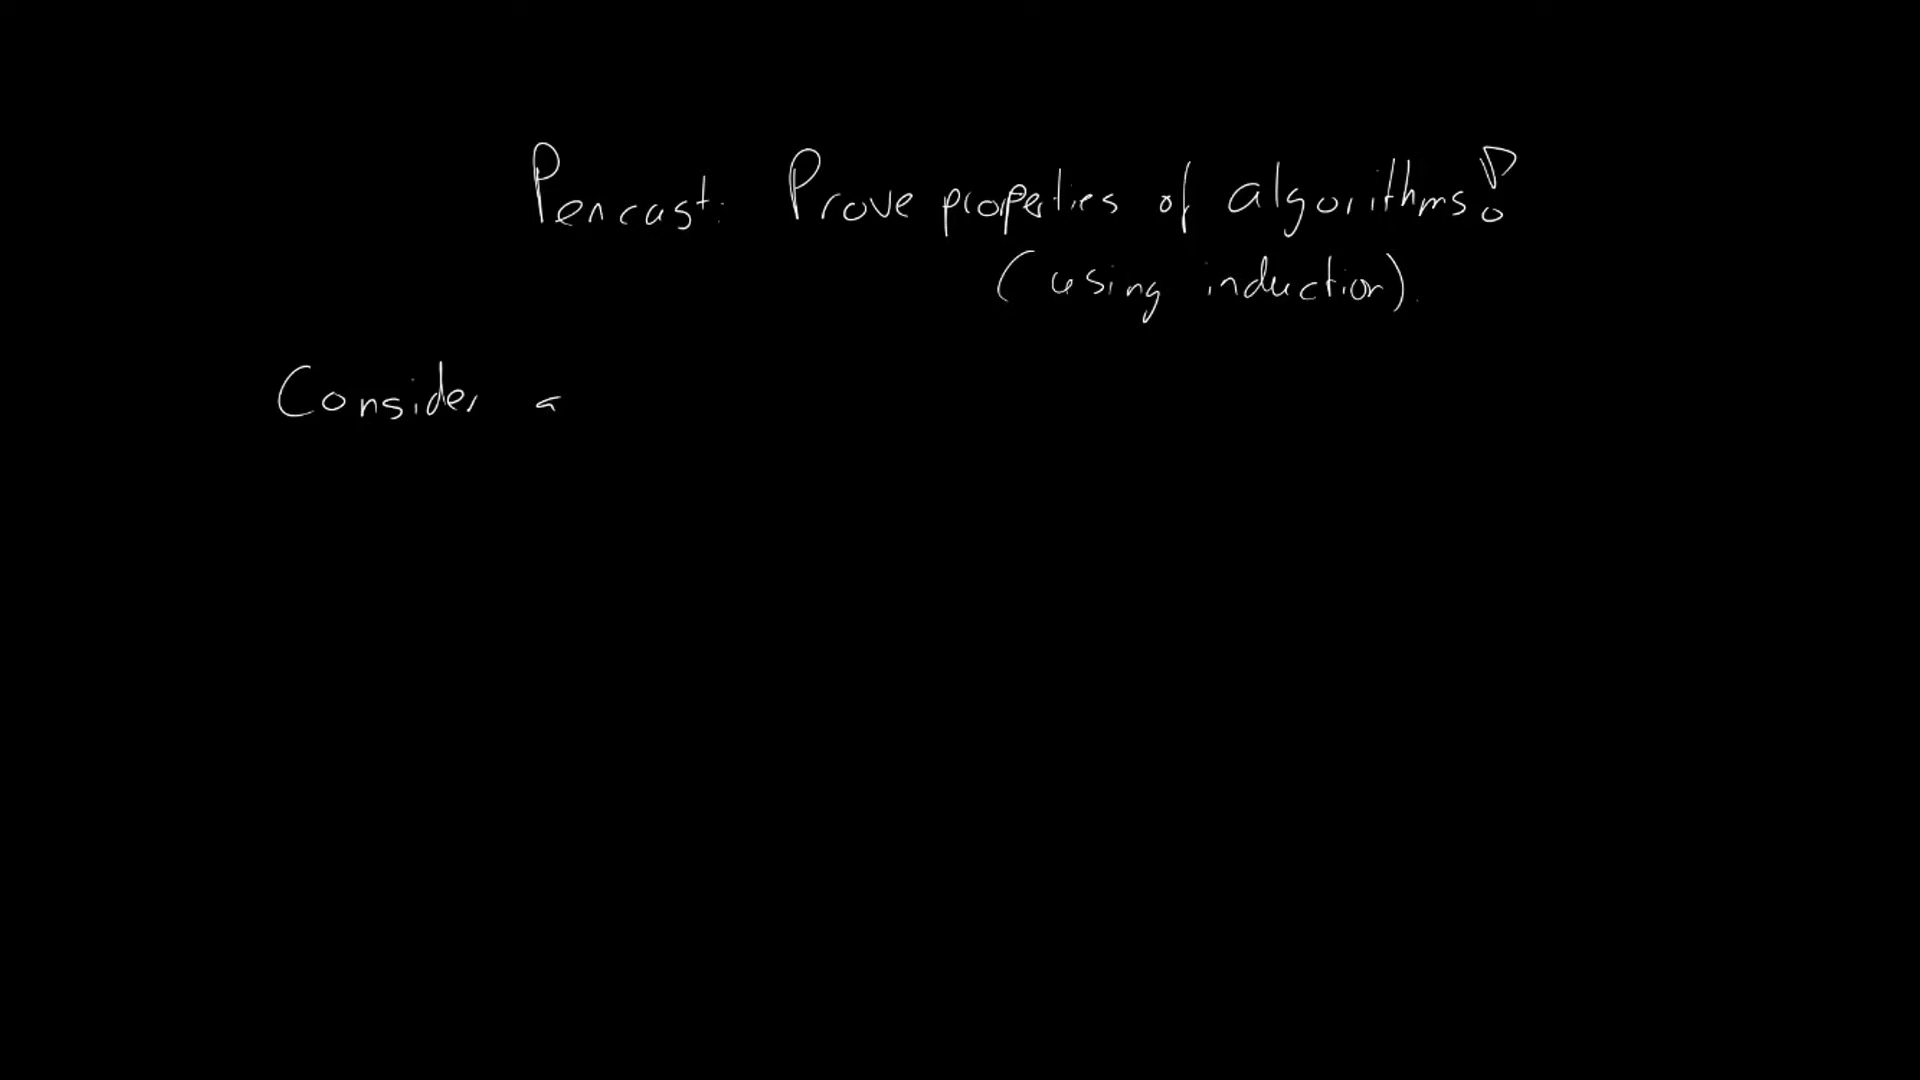 Pencast: Prove properties of algorithms!
(using induction).
Consider a